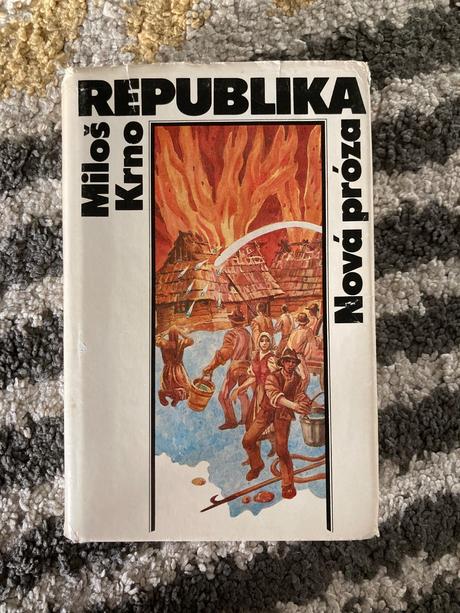 REPUBLIKA
Miloš
Krno
Nová próza